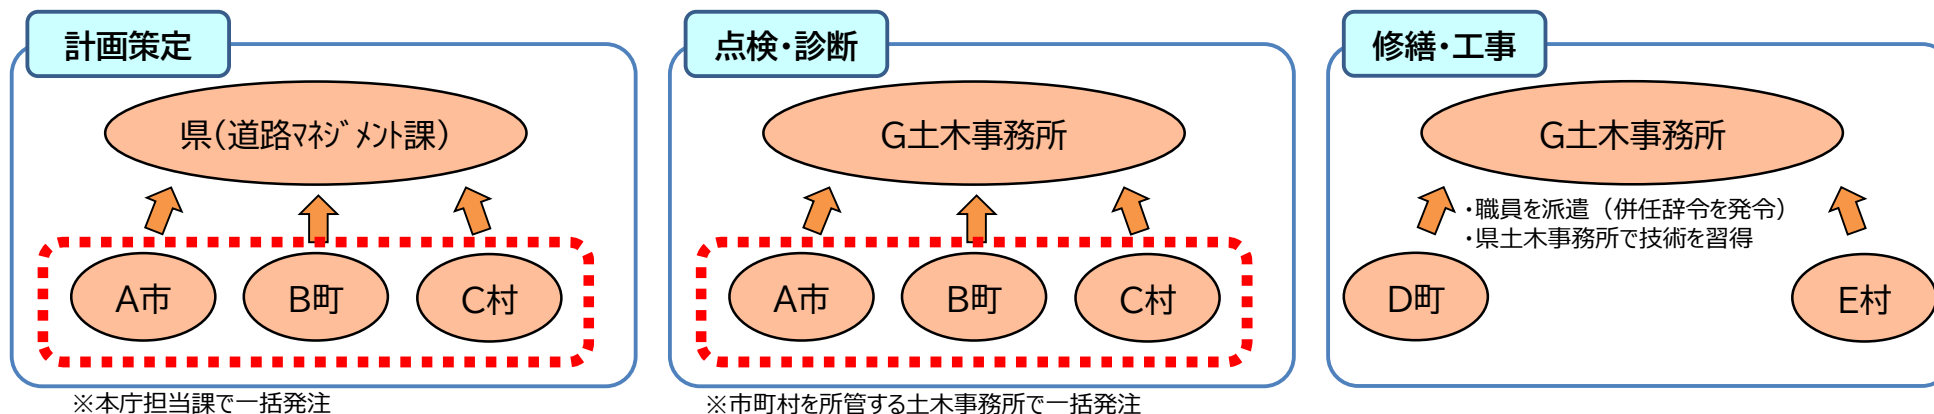 計画策定
県(道路ﾏﾈｼﾞﾒﾝﾄ課)
A市
B町
C村
※本庁担当課で一括発注
点検・診断
G土木事務所
A市
B町
C村
※市町村を所管する土木事務所で一括発注
修繕・工事
G土木事務所
・職員を派遣（併任辞令を発令）
・県土木事務所で技術を習得
D町
E村